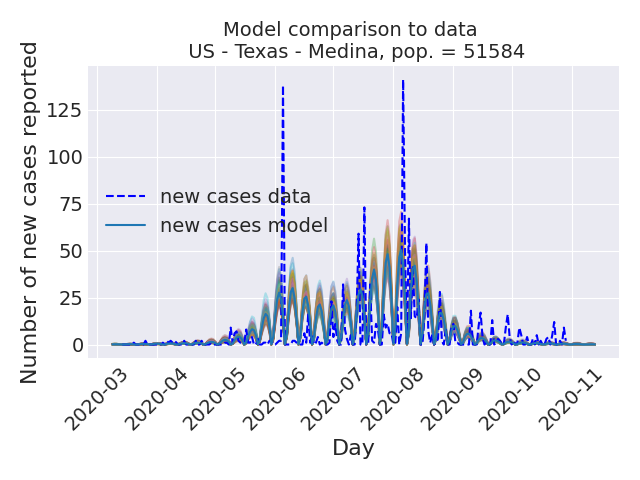 Model comparison to data
US - Texas - Medina, pop. = 51584
Number of new cases reported
125
100
75
50
25
0
new cases data
new cases model
2020-03
2020-04
2020-05
2020-06
2020-07
2020-08
2020-09
2020-10
2020-11
Day